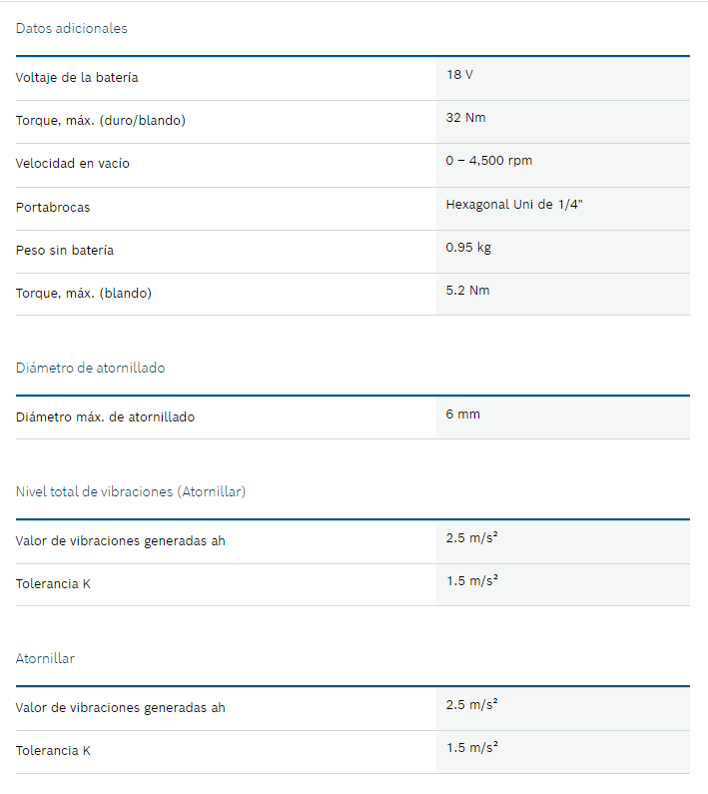 Datos adicionales
Voltaje de la batería 18 V
Torque, máx. (duro/blando) 32 Nm
Velocidad en vacío 0 – 4,500 rpm
Portabrocas Hexagonal Uni de 1/4"
Peso sin batería 0.95 kg
Torque, máx. (blando) 5.2 Nm
Diámetro de atornillado
Diámetro máx. de atornillado 6 mm
Nivel total de vibraciones (Atornillar)
Valor de vibraciones generadas ah 2.5 m/s²
Tolerancia K 1.5 m/s²
Atornillar
Valor de vibraciones generadas ah 2.5 m/s²
Tolerancia K 1.5 m/s²